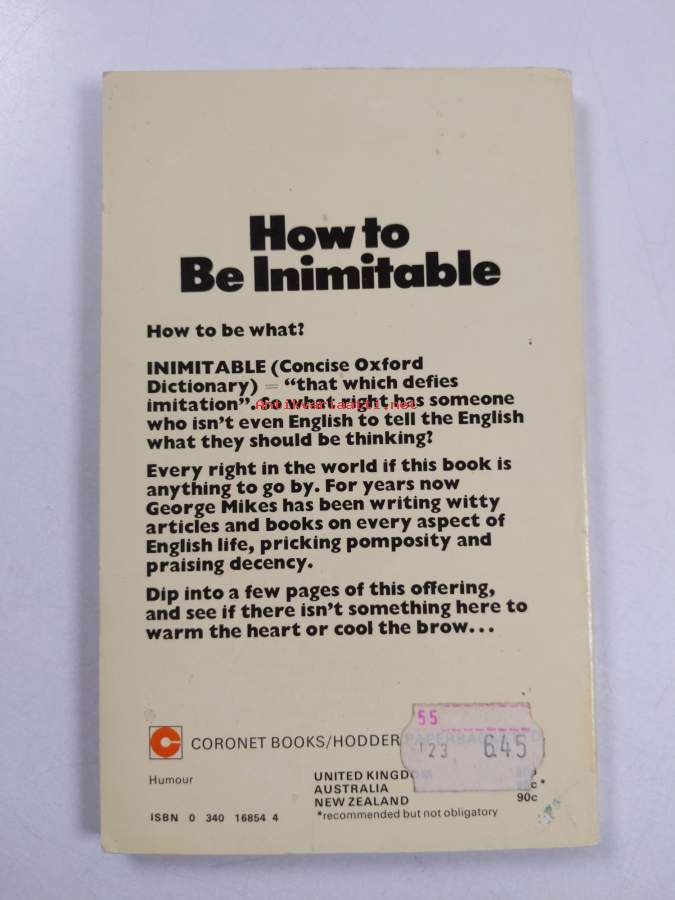 How to
Be Inimitable
How to be what?
INIMITABLE (Concise Oxford
Dictionary) = “that which defies
imitation”. So what right has someone
Antikvariaatti.net
who isn’t even English to tell the English
what they should be thinking?
Every right in the world if this book is
anything to go by. For years now
George Mikes has been writing witty
articles and books on every aspect of
English life, pricking pomposity and
praising decency.
Dip into a few pages of this offering,
and see if there isn’t something here to
warm the heart or cool the brow...
55
CORONET BOOKS/HODDER
123 6.45
Humour
UNITED KINGDOM
AUSTRALIA
NEW ZEALAND 90c
*recommended but not obligatory
ISBN 0 340 16854 4